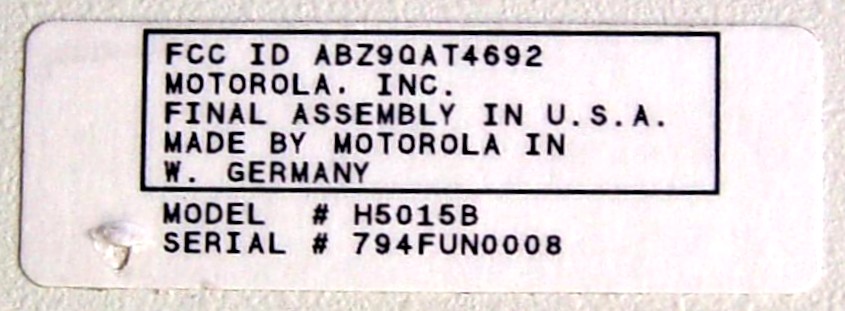 FCC ID ABZ9QAT4692
MOTOROLA. INC.
FINAL ASSEMBLY IN U.S.A.
MADE BY MOTOROLA IN
W. GERMANY
MODEL # H5015B
SERIAL # 794FUN0008